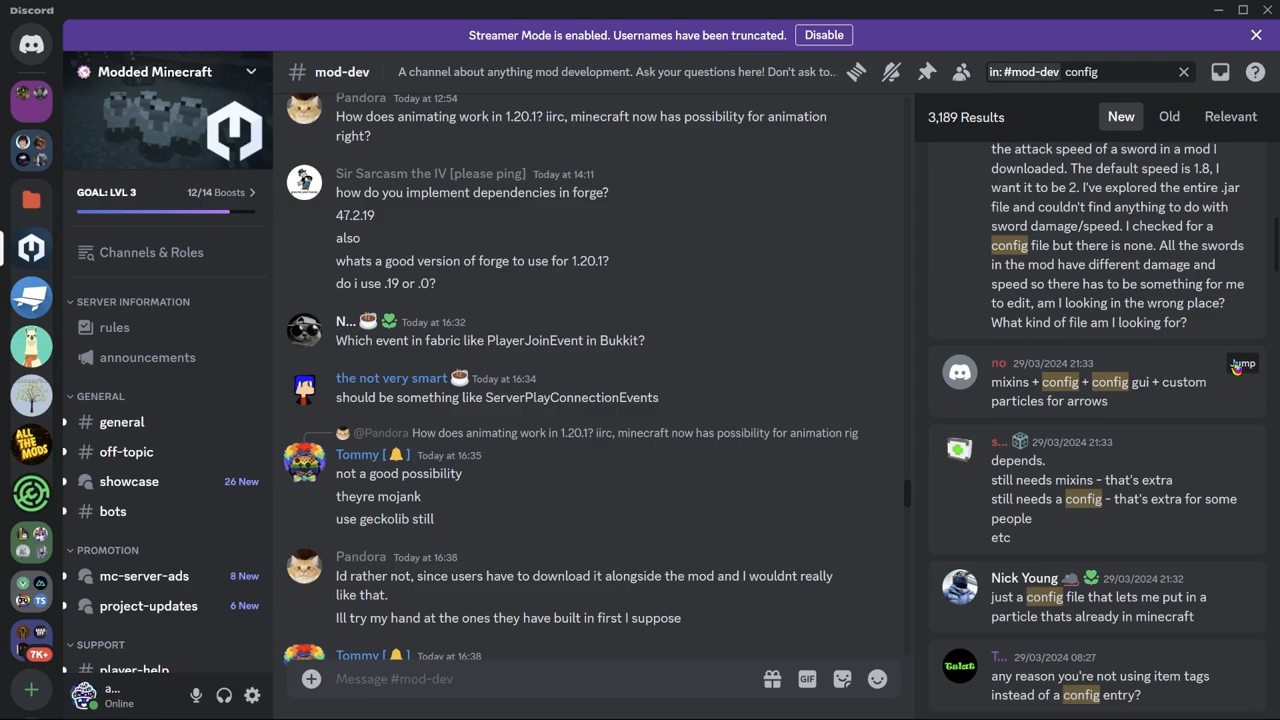 Discord
Streamer Mode is enabled. Usernames have been truncated.
Disable
Modded Minecraft
GOAL: LVL 3
12/14 Boosts
Channels & Roles
SERVER INFORMATION
rules
announcements
GENERAL
general
off-topic
showcase
26 New
bots
PROMOTION
mc-server-ads
8 New
project-updates
6 New
SUPPORT
player-help
ALL THE MODS
TS
7K+
a...
Online
# mod-dev
A channel about anything mod development. Ask your questions here! Don't ask to...
in: #mod-dev config
Pandora Today at 12:54
How does animating work in 1.20.1? iirc, minecraft now has possibility for animation
right?
Sir Sarcasm the IV [please ping] Today at 14:11
how do you implement dependencies in forge?
47.2.19
also
whats a good version of forge to use for 1.20.1?
do i use .19 or .0?
N... Today at 16:32
Which event in fabric like PlayerJoinEvent in Bukkit?
the not very smart Today at 16:34
should be something like ServerPlayConnectionEvents
@Pandora How does animating work in 1.20.1? iirc, minecraft now has possibility for animation rig
Tommy [🔔] Today at 16:35
not a good possibility
theyre mojank
use geckolib still
Pandora Today at 16:38
Id rather not, since users have to download it alongside the mod and I wouldnt really
like that.
Ill try my hand at the ones they have built in first I suppose
Tommy [🔔] Today at 16:38
Message #mod-dev
GIF
3,189 Results
New
Old
Relevant
the attack speed of a sword in a mod I
downloaded. The default speed is 1.8, I
want it to be 2. I've explored the entire .jar
file and couldn't find anything to do with
sword damage/speed. I checked for a
config file but there is none. All the swords
in the mod have different damage and
speed so there has to be something for me
to edit, am I looking in the wrong place?
What kind of file am I looking for?
no 29/03/2024 21:33
Jump
mixins + config + config gui + custom
particles for arrows
s... 29/03/2024 21:33
depends.
still needs mixins - that's extra
still needs a config - that's extra for some
people
etc
Nick Young 29/03/2024 21:32
just a config file that lets me put in a
particle thats already in minecraft
Tslat
T... 29/03/2024 08:27
any reason you're not using item tags
instead of a config entry?